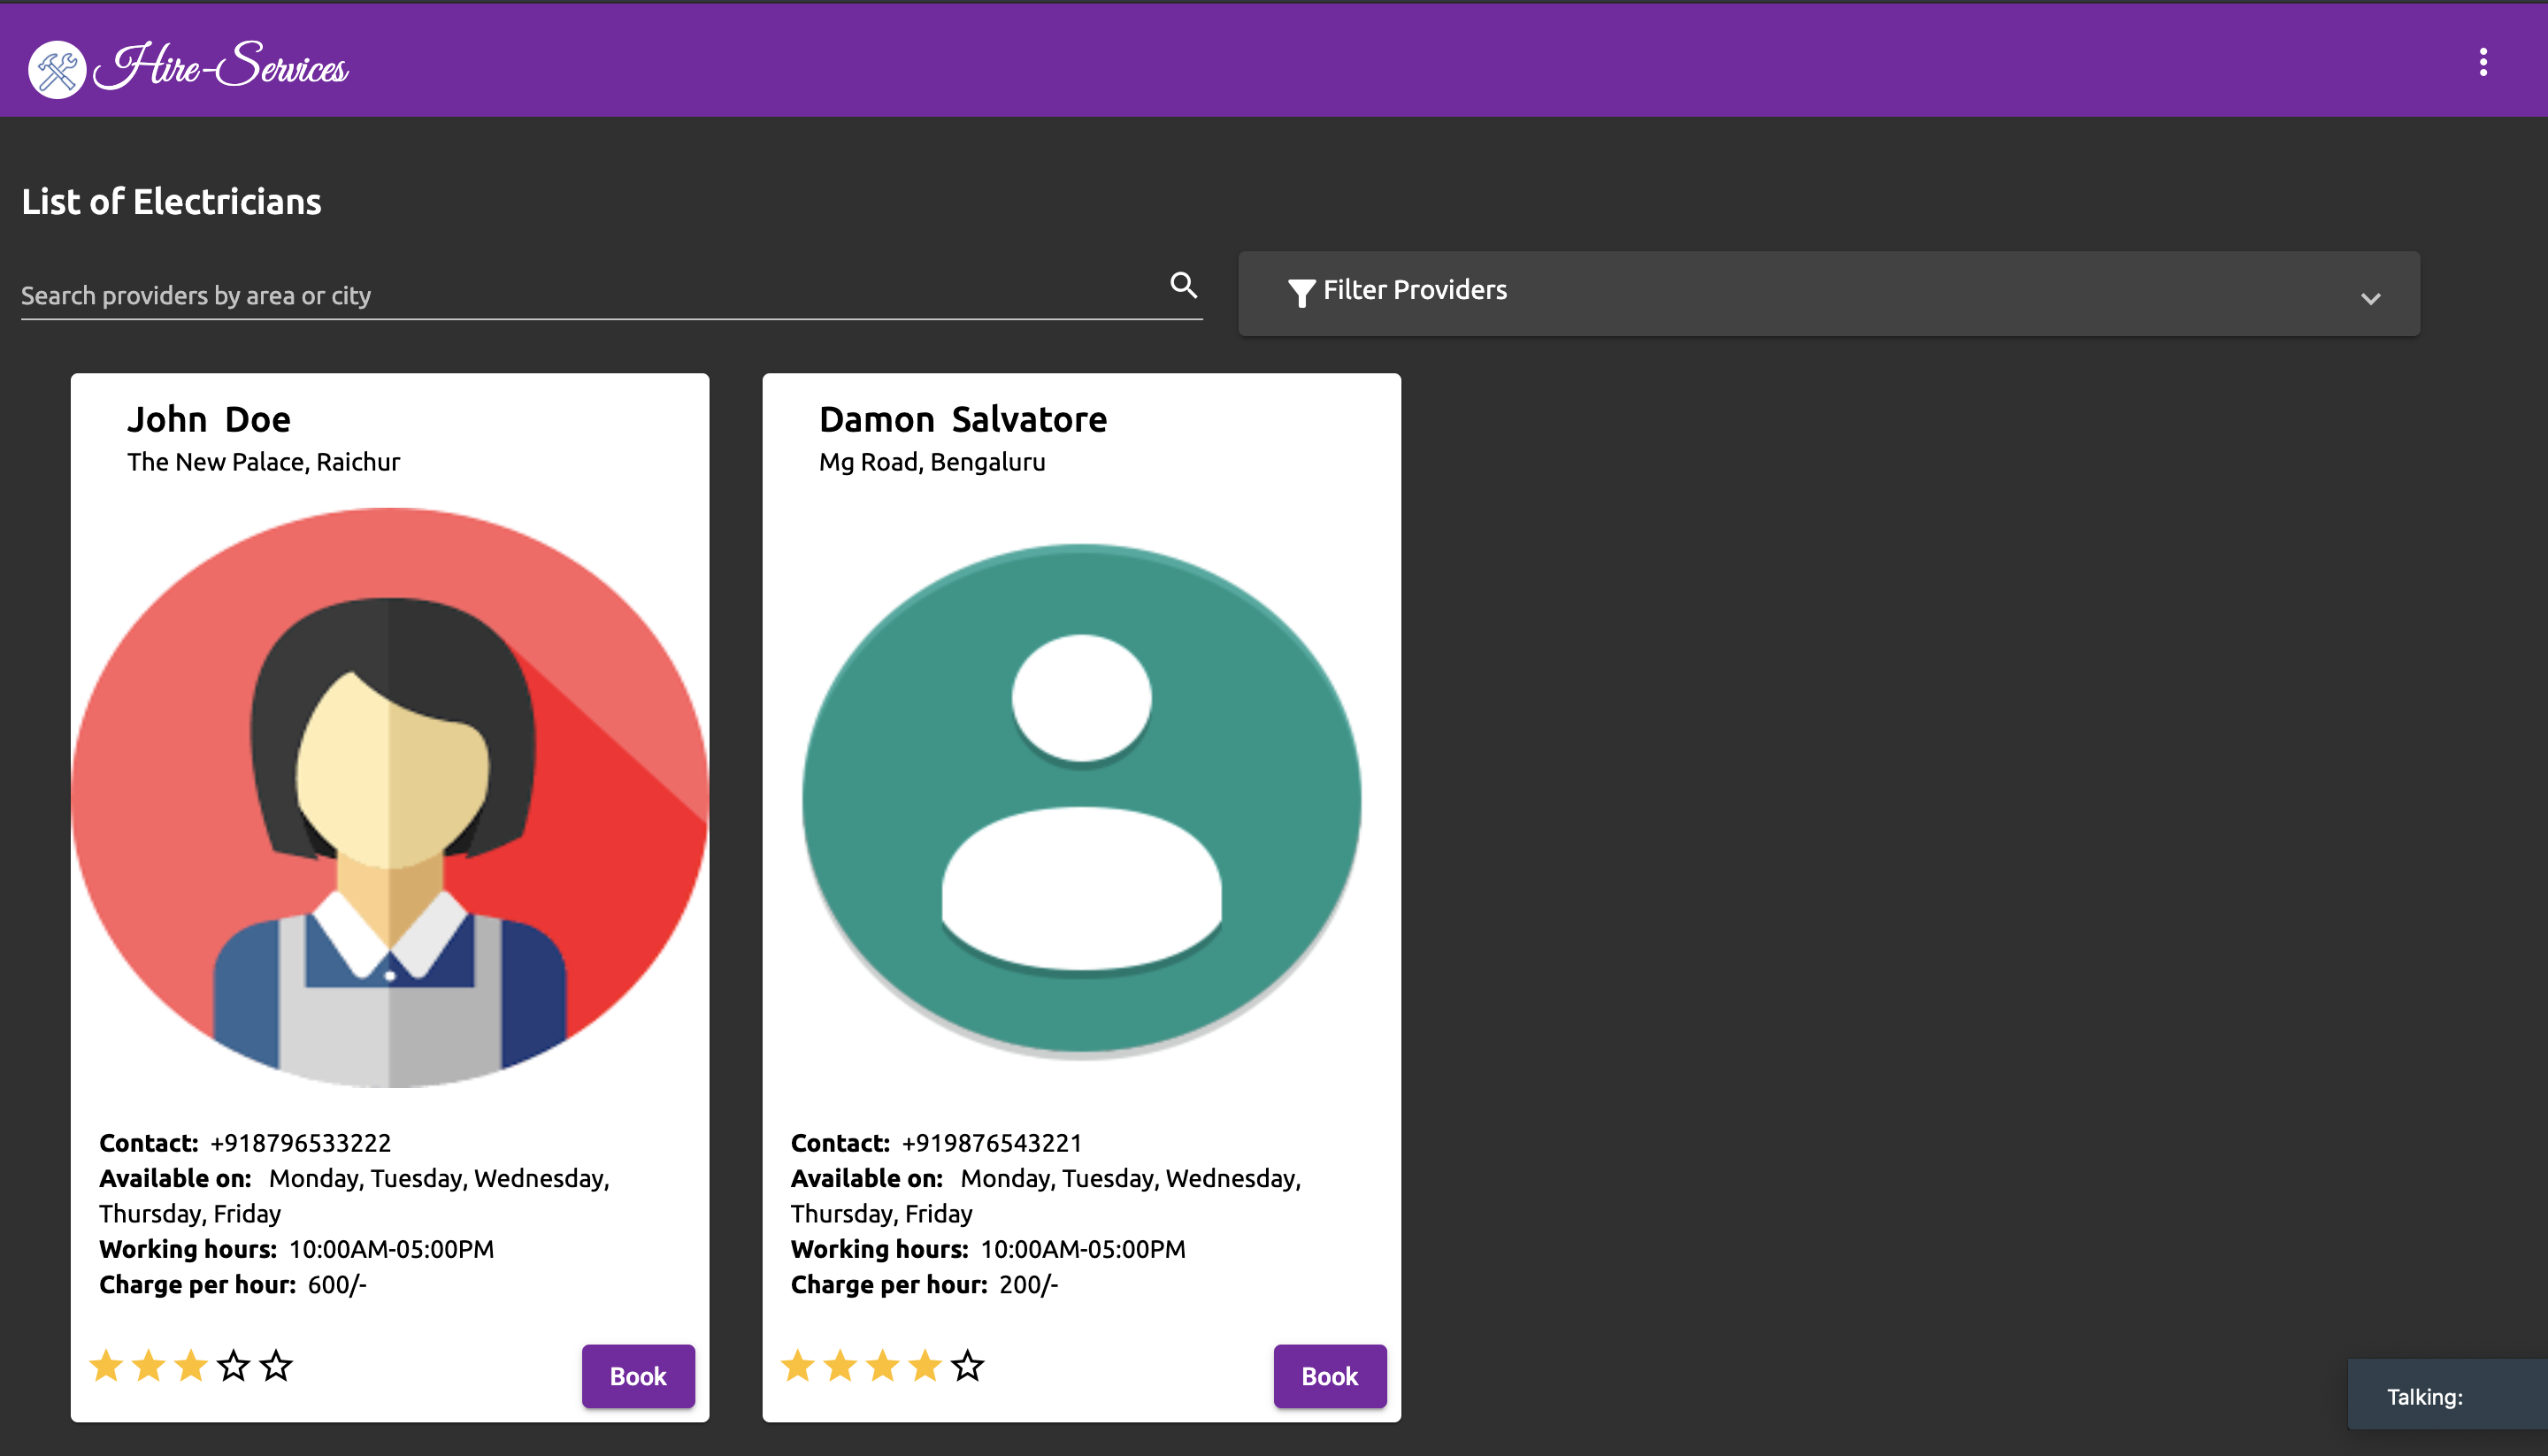 Hire-Services
List of Electricians
Search providers by area or city
Filter Providers
John Doe
The New Palace, Raichur
Contact: +918796533222
Available on: Monday, Tuesday, Wednesday,
Thursday, Friday
Working hours: 10:00AM-05:00PM
Charge per hour: 600/-
Book
Damon Salvatore
Mg Road, Bengaluru
Contact: +919876543221
Available on: Monday, Tuesday, Wednesday,
Thursday, Friday
Working hours: 10:00AM-05:00PM
Charge per hour: 200/-
Book
Talking: